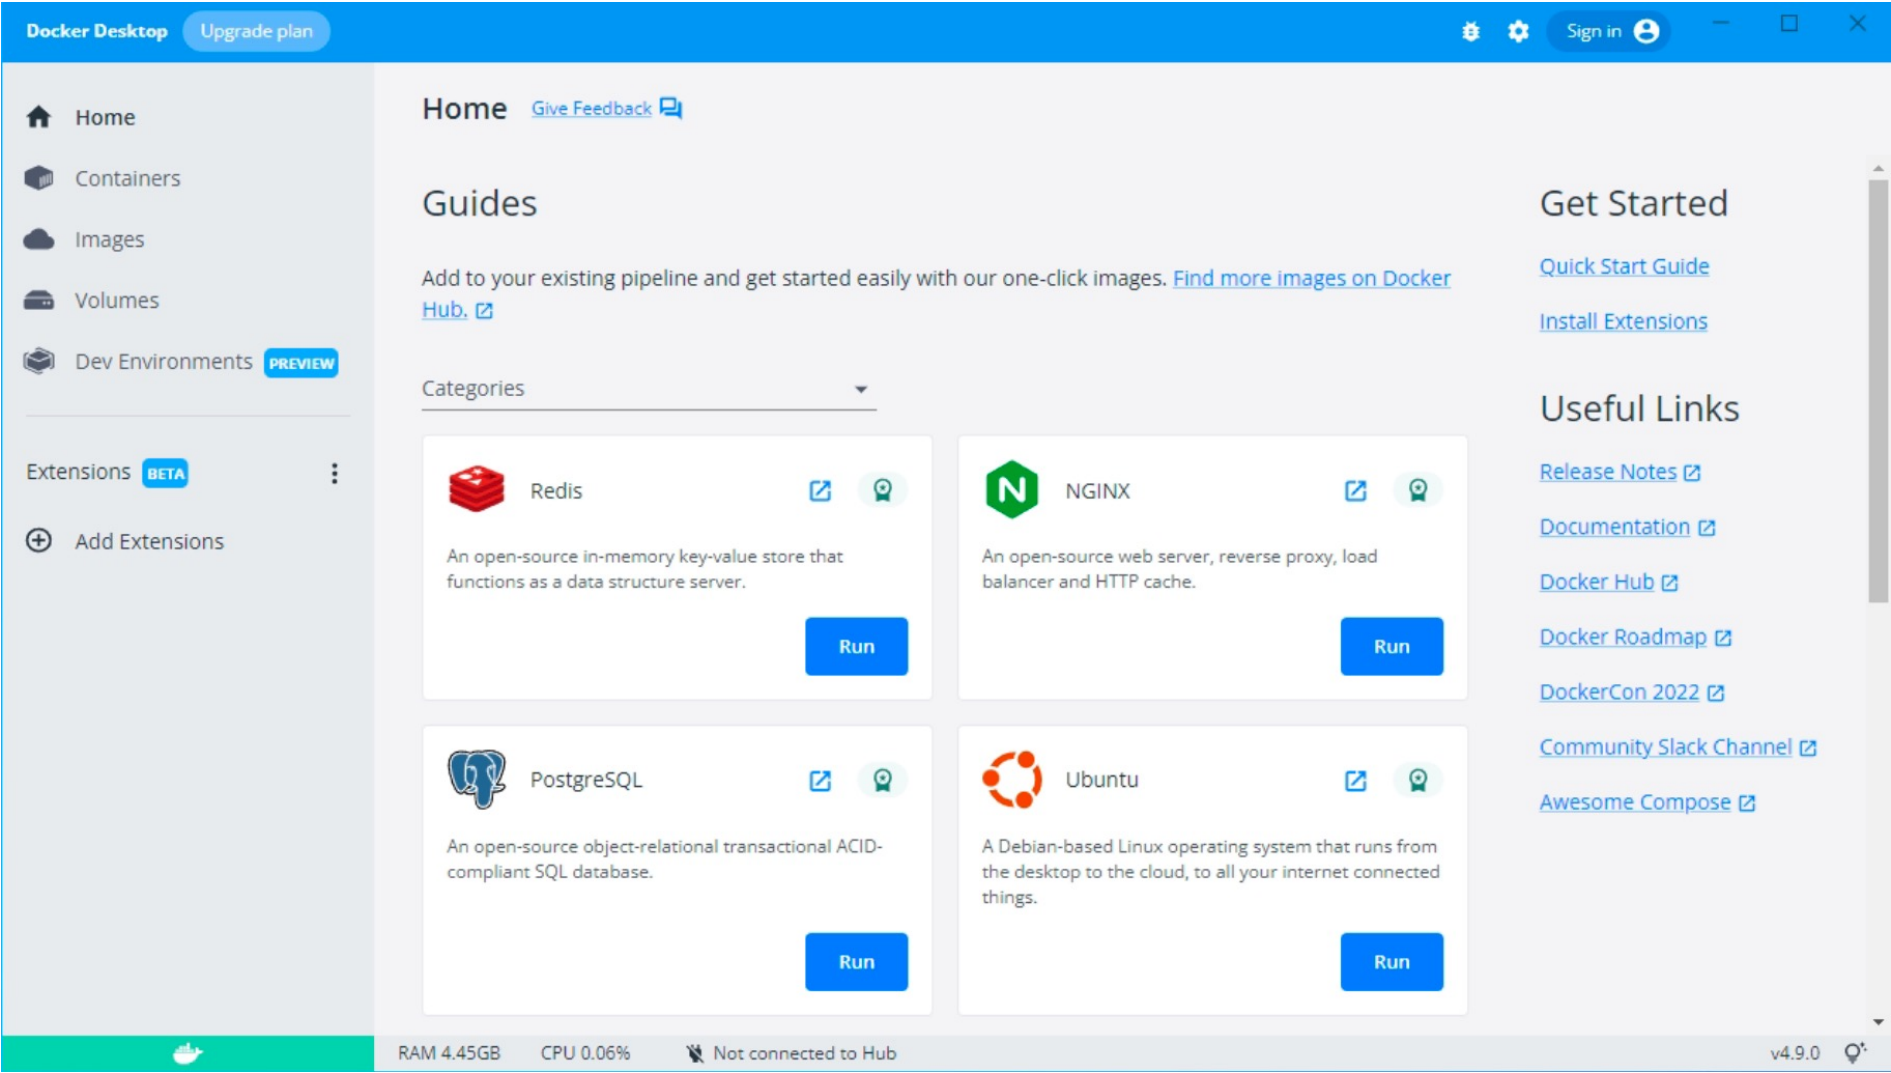 Docker Desktop
Upgrade plan
Sign in
Home
Containers
Images
Volumes
Dev Environments PREVIEW
Extensions BETA
Add Extensions
Home Give Feedback
Guides
Add to your existing pipeline and get started easily with our one-click images. Find more images on Docker
Hub.
Categories
Redis
An open-source in-memory key-value store that
functions as a data structure server.
Run
N
NGINX
An open-source web server, reverse proxy, load
balancer and HTTP cache.
Run
PostgreSQL
An open-source object-relational transactional ACID-
compliant SQL database.
Run
Ubuntu
A Debian-based Linux operating system that runs from
the desktop to the cloud, to all your internet connected
things.
Run
Get Started
Quick Start Guide
Install Extensions
Useful Links
Release Notes
Documentation
Docker Hub
Docker Roadmap
DockerCon 2022
Community Slack Channel
Awesome Compose
RAM 4.45GB CPU 0.06% Not connected to Hub
v4.9.0